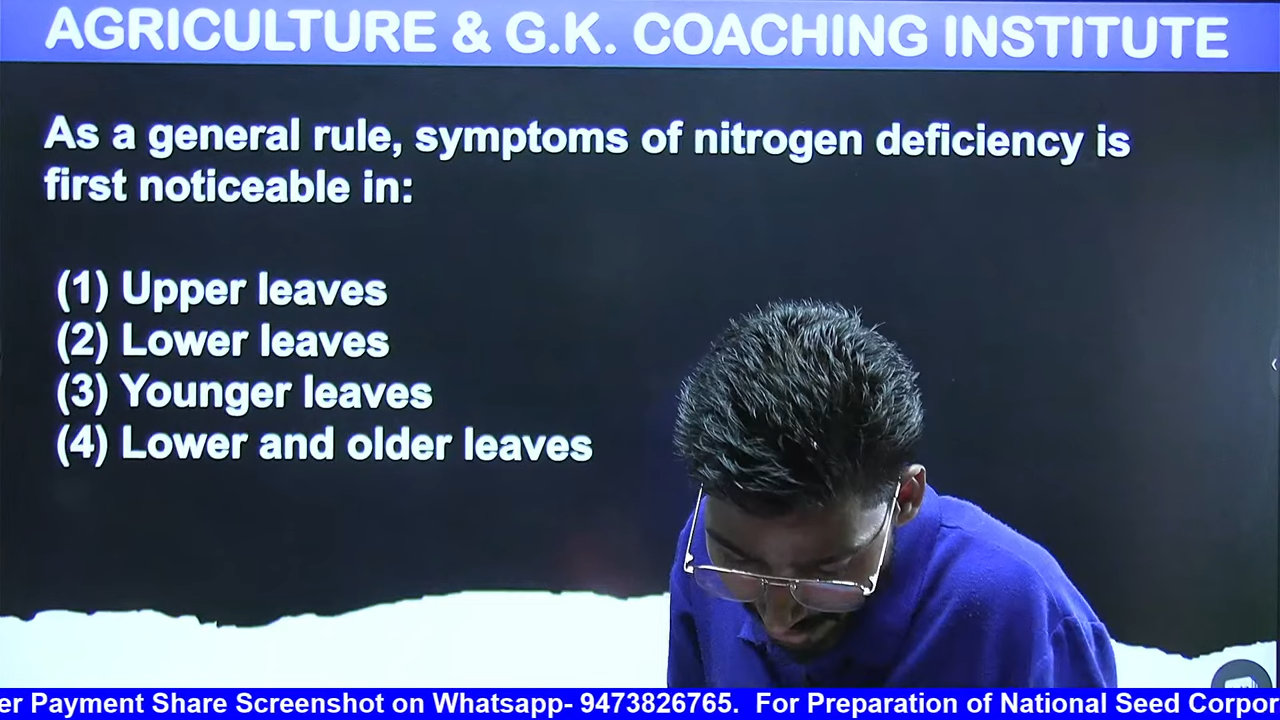 AGRICULTURE & G.K. COACHING INSTITUTE
As a general rule, symptoms of nitrogen deficiency is
first noticeable in:
(1) Upper leaves
(2) Lower leaves
(3) Younger leaves
(4) Lower and older leaves
er Payment Share Screenshot on Whatsapp- 9473826765. For Preparation of National Seed Corpor